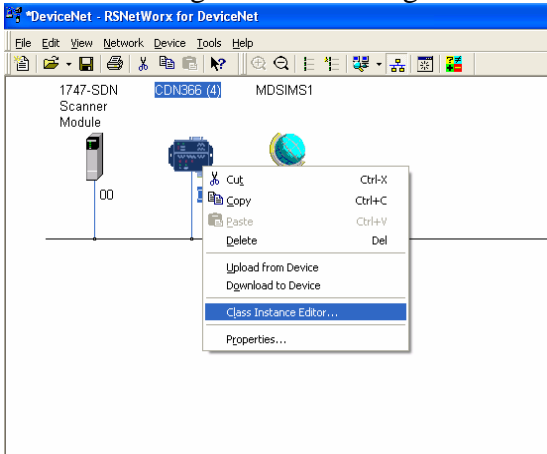 *DeviceNet - RSNetWorx for DeviceNet
File Edit View Network Device Tools Help
1747-SDN CDN366 (4) MDSIMS1
Scanner
Module
00
Cut Ctrl-X
Copy Ctrl+C
Paste Ctrl+V
Delete Del
Upload from Device
Download to Device
Class Instance Editor...
Properties...